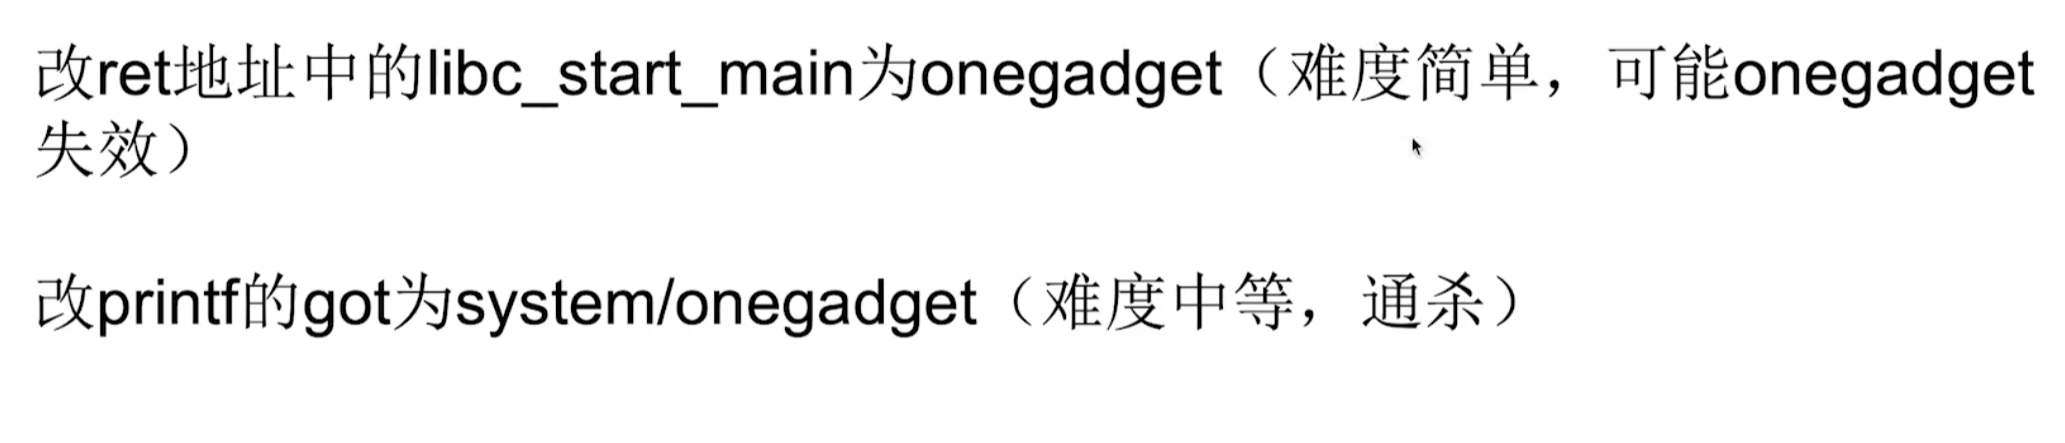 改ret地址中的libc_start_main为onegadget（难度简单，可能onegadget
失效）
改printf的got为system/onegadget（难度中等，通杀）